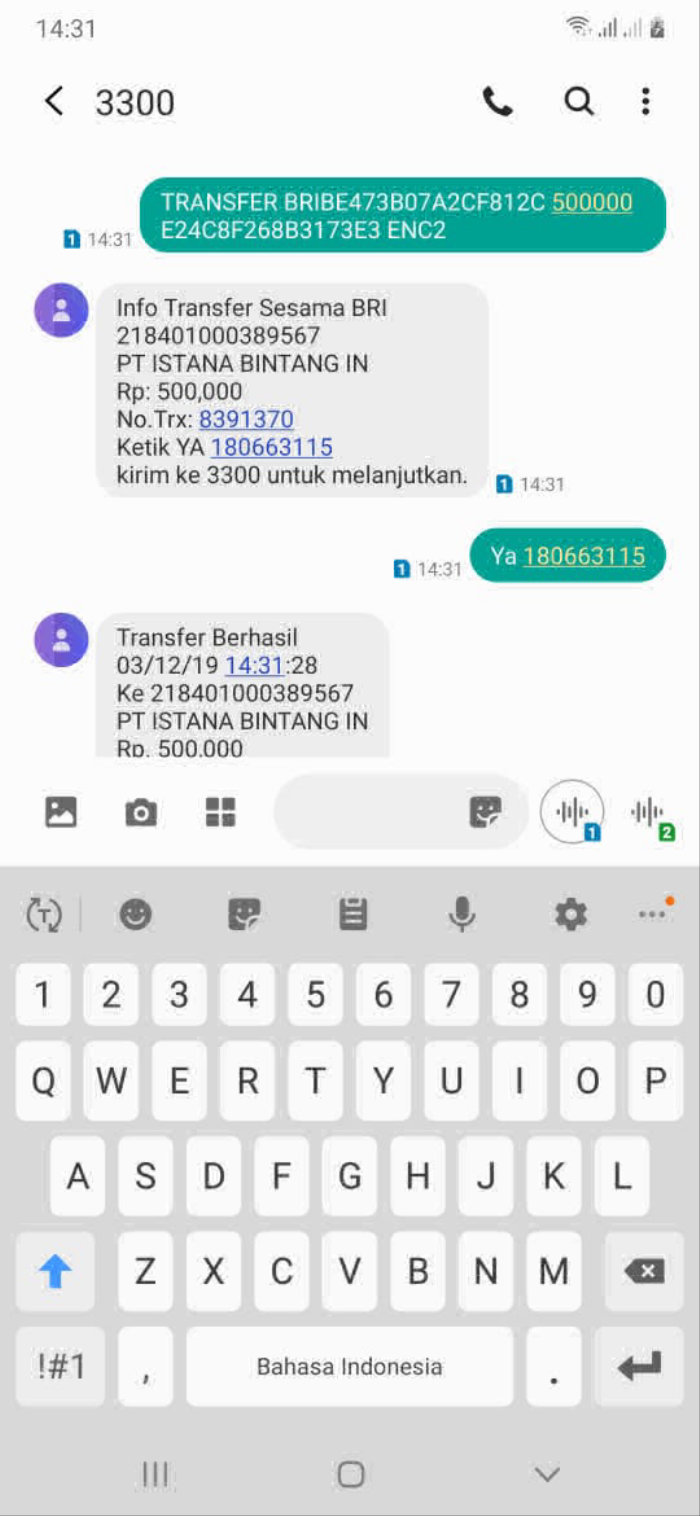 14:31
3300
TRANSFER BRIBE473B07A2CF812C 500000
E24C8F268B3173E3 ENC2
1 14:31
Info Transfer Sesama BRI
218401000389567
PT ISTANA BINTANG IN
Rp: 500,000
No.Trx: 8391370
Ketik YA 180663115
kirim ke 3300 untuk melanjutkan.
1 14:31
Ya 180663115
1 14:31
Transfer Berhasil
03/12/19 14:31:28
Ke 218401000389567
PT ISTANA BINTANG IN
Rp. 500.000
1
2
T
1 2 3 4 5 6 7 8 9 0
Q W E R T Y U I O P
A S D F G H J K L
Z X C V B N M
!#1 , Bahasa Indonesia .